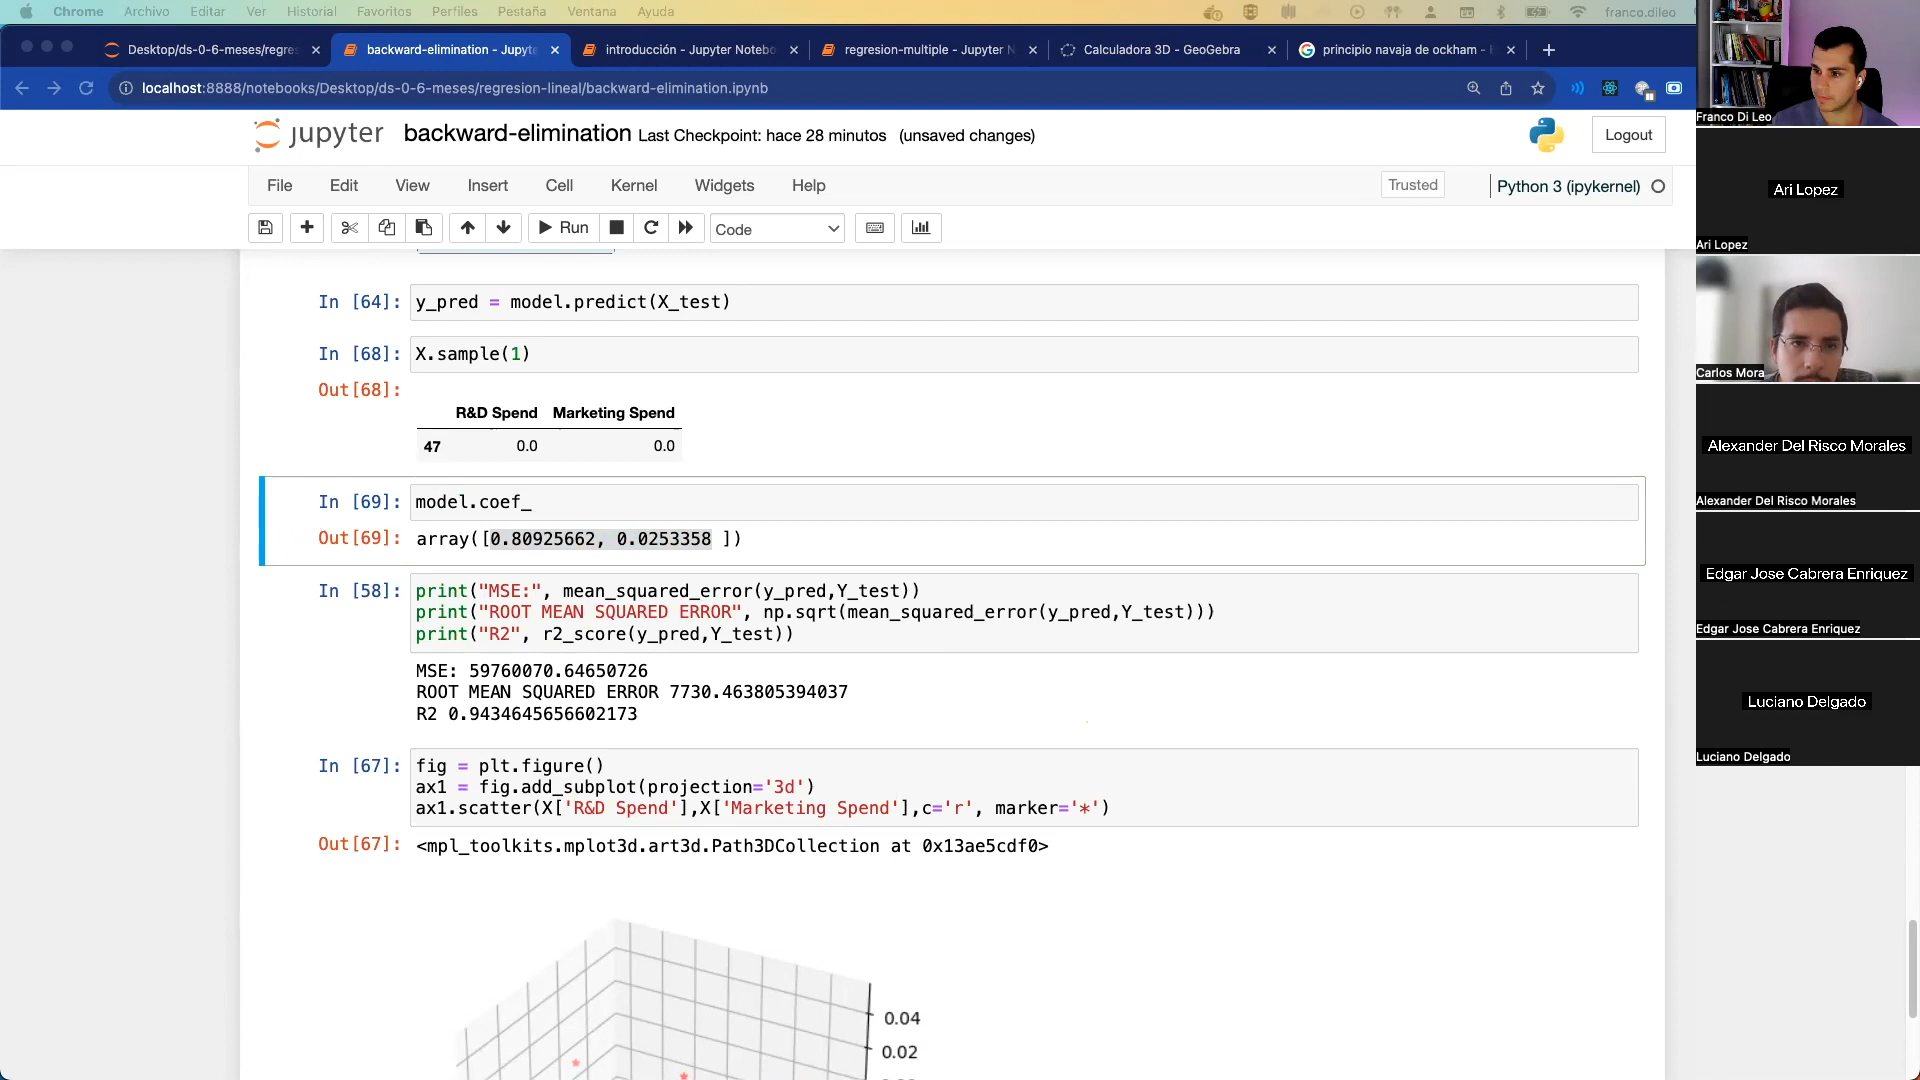 Chrome Archivo Editar Ver Historial Favoritos Perfiles Pestaña Ventana Ayuda franco.dileo
Desktop/ds-0-6-meses/regres
backward-elimination - Jupyte
introducción - Jupyter Notebo
regresion-multiple - Jupyter N
Calculadora 3D - GeoGebra
principio navaja de ockham -
localhost:8888/notebooks/Desktop/ds-0-6-meses/regresion-lineal/backward-elimination.ipynb
jupyter backward-elimination Last Checkpoint: hace 28 minutos (unsaved changes)
Logout
File Edit View Insert Cell Kernel Widgets Help
Trusted
Python 3 (ipykernel)
Run
Code
In [64]: y_pred = model.predict(X_test)
In [68]: X.sample(1)
Out[68]:
R&D Spend Marketing Spend
47 0.0 0.0
In [69]: model.coef_
Out[69]: array([0.80925662, 0.0253358 ])
In [58]: print("MSE:", mean_squared_error(y_pred,Y_test))
print("ROOT MEAN SQUARED ERROR", np.sqrt(mean_squared_error(y_pred,Y_test)))
print("R2", r2_score(y_pred,Y_test))
MSE: 59760070.64650726
ROOT MEAN SQUARED ERROR 7730.463805394037
R2 0.9434645656602173
In [67]: fig = plt.figure()
ax1 = fig.add_subplot(projection='3d')
ax1.scatter(X['R&D Spend'],X['Marketing Spend'],c='r', marker='*')
Out[67]: <mpl_toolkits.mplot3d.art3d.Path3DCollection at 0x13ae5cdf0>
0.04
0.02
Franco Di Leo
Ari Lopez
Ari Lopez
Carlos Mora
Alexander Del Risco Morales
Alexander Del Risco Morales
Edgar Jose Cabrera Enriquez
Edgar Jose Cabrera Enriquez
Luciano Delgado
Luciano Delgado